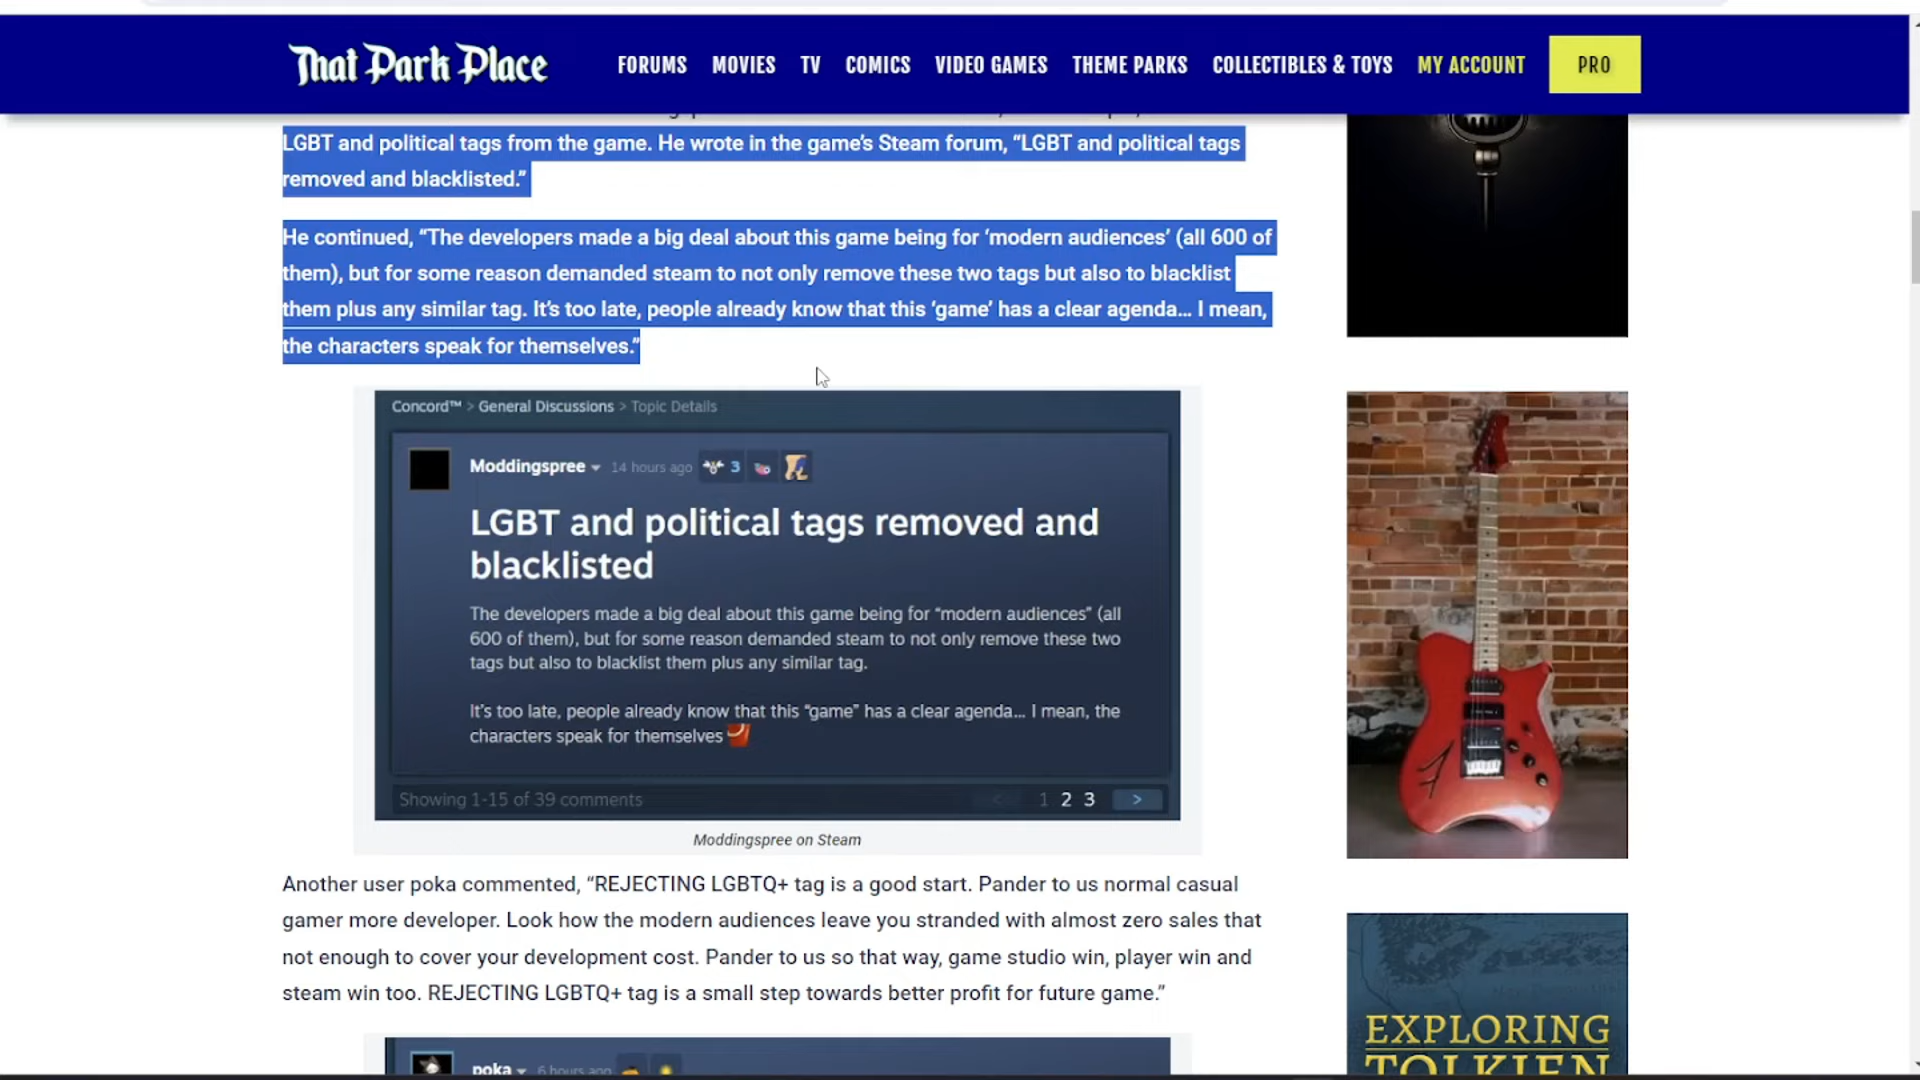 That Park Place
FORUMS MOVIES TV COMICS VIDEO GAMES THEME PARKS COLLECTIBLES & TOYS MY ACCOUNT PRO
LGBT and political tags from the game. He wrote in the game’s Steam forum, “LGBT and political tags
removed and blacklisted.”
He continued, “The developers made a big deal about this game being for ‘modern audiences’ (all 600 of
them), but for some reason demanded steam to not only remove these two tags but also to blacklist
them plus any similar tag. It’s too late, people already know that this ‘game’ has a clear agenda… I mean,
the characters speak for themselves.”
Concord™ > General Discussions > Topic Details
Moddingspree 14 hours ago 3
LGBT and political tags removed and
blacklisted
The developers made a big deal about this game being for “modern audiences” (all
600 of them), but for some reason demanded steam to not only remove these two
tags but also to blacklist them plus any similar tag.
It’s too late, people already know that this “game” has a clear agenda... I mean, the
characters speak for themselves
Showing 1-15 of 39 comments < 1 2 3 >
Moddingspree on Steam
Another user poka commented, “REJECTING LGBTQ+ tag is a good start. Pander to us normal casual
gamer more developer. Look how the modern audiences leave you stranded with almost zero sales that
not enough to cover your development cost. Pander to us so that way, game studio win, player win and
steam win too. REJECTING LGBTQ+ tag is a small step towards better profit for future game.”
poka 6 hours ago
EXPLORING
TOLKIEN